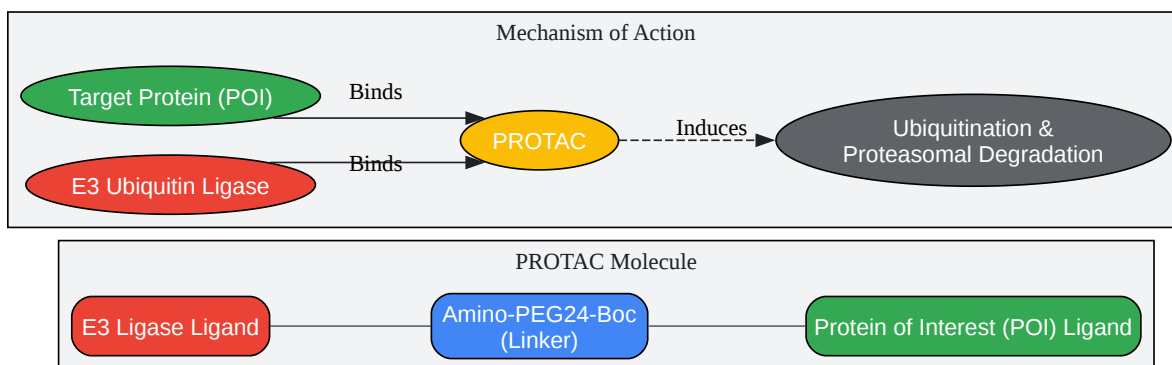 Mechanism of Action
Target Protein (POI)
Binds
E3 Ubiquitin Ligase
Binds
PROTAC
Induces
Ubiquitination &
Proteasomal Degradation
PROTAC Molecule
E3 Ligase Ligand
Amino-PEG24-Boc
(Linker)
Protein of Interest (POI) Ligand